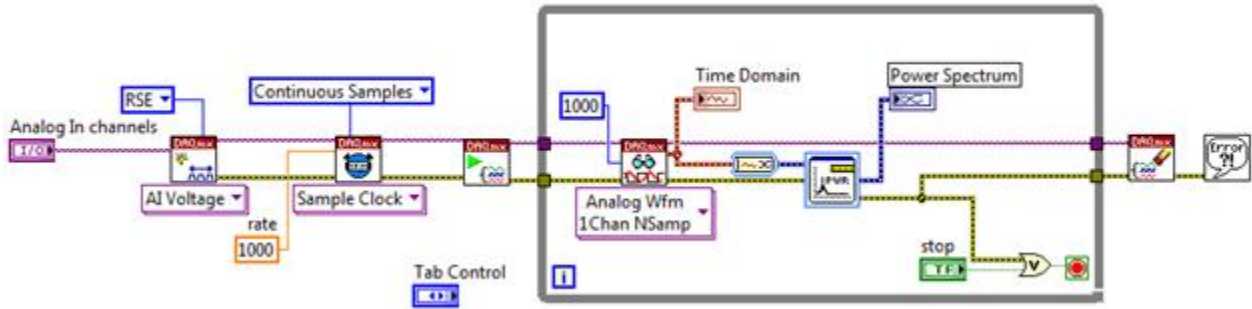 Analog In channels
I/O
RSE
DAQmx
AI Voltage
rate
1000
Continuous Samples
DAQmx
Sample Clock
DAQmx
Tab Control
1000
DAQmx
Analog Wfm
1Chan NSamp
Time Domain
Power Spectrum
i
stop
TF
V
DAQmx
Error
?!